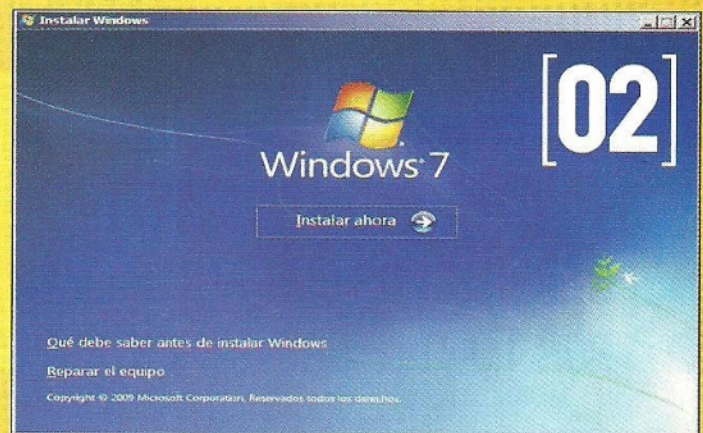 Instalar Windows
[02]
Windows 7
Instalar ahora
Qué debe saber antes de instalar Windows
Reparar el equipo
Copyright © 2009 Microsoft Corporation. Reservados todos los derechos.